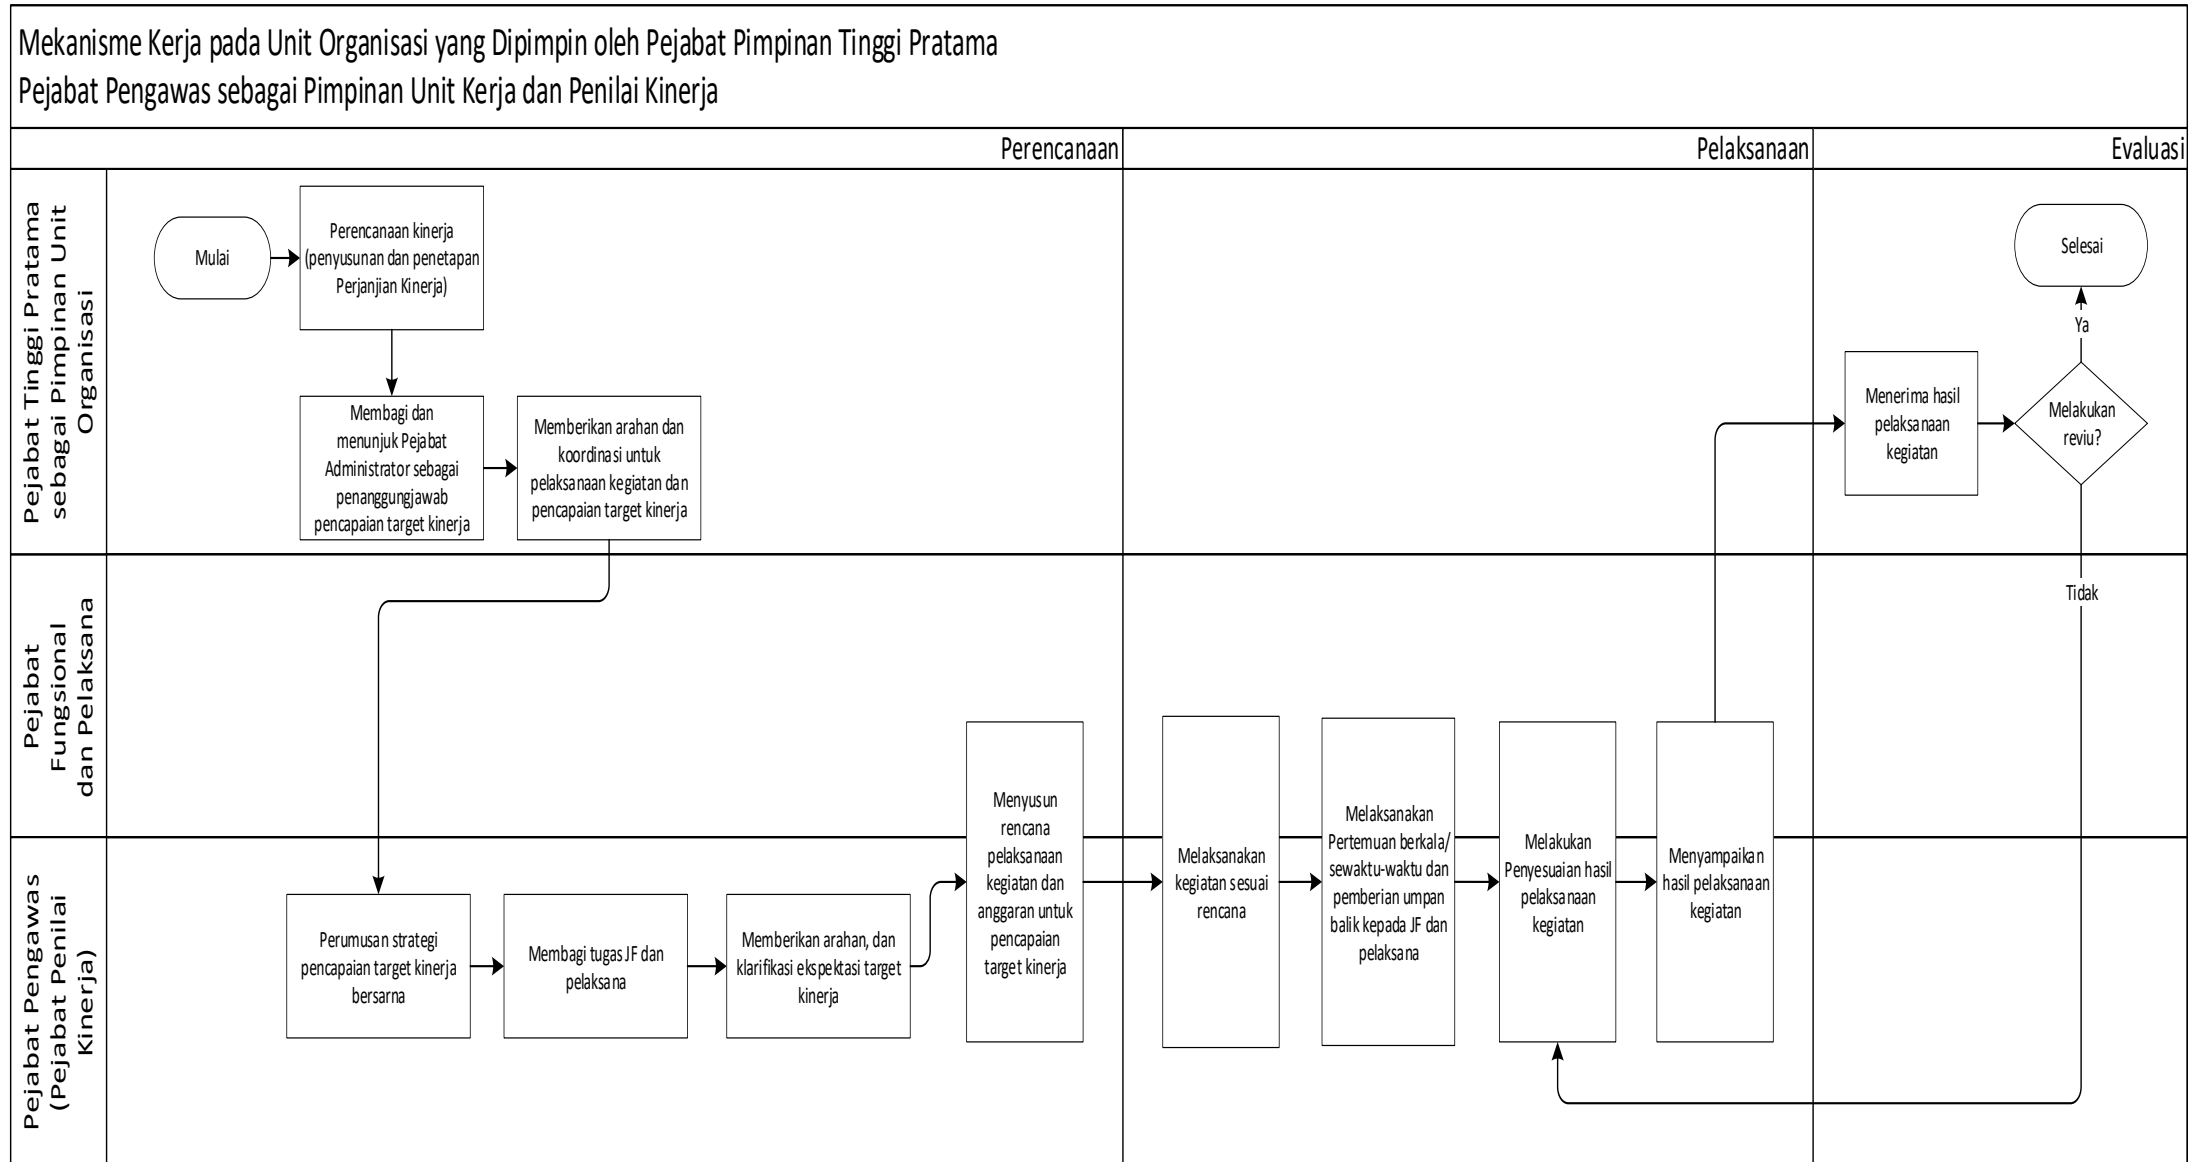 Mekanisme Kerja pada Unit Organisasi yang Dipimpin oleh Pejabat Pimpinan Tinggi Pratama
Pejabat Pengawas sebagai Pimpinan Unit Kerja dan Penilai Kinerja
Perencanaan
Pelaksanaan
Evaluasi
Pejabat Tinggi Pratama
sebagai Pimpinan Unit
Organisasi
Mulai
Perencanaan kinerja
(penyusunan dan penetapan
Perjanjian Kinerja)
Membagi dan
menunjuk Pejabat
Administrator sebagai
penanggungjawab
pencapaian target kinerja
Memberikan arahan dan
koordinasi untuk
pelaksanaan kegiatan dan
pencapaian target kinerja
Menerima hasil
pelaksanaan
kegiatan
Melakukan
reviu?
Ya
Selesai
Tidak
Pejabat
Fungsional
dan Pelaksana
Menyusun
rencana
pelaksanaan
kegiatan dan
anggaran untuk
pencapaian
target kinerja
Melaksanakan
kegiatan sesuai
rencana
Melaksanakan
Pertemuan berkala/
sewaktu-waktu dan
pemberian umpan
balik kepada JF dan
pelaksana
Melakukan
Penyesuaian hasil
pelaksanaan
kegiatan
Menyampaikan
hasil pelaksanaan
kegiatan
Pejabat Pengawas
(Pejabat Penilai
Kinerja)
Perumusan strategi
pencapaian target kinerja
bersarna
Membagi tugas JF dan
pelaksana
Memberikan arahan, dan
klarifikasi ekspektasi target
kinerja